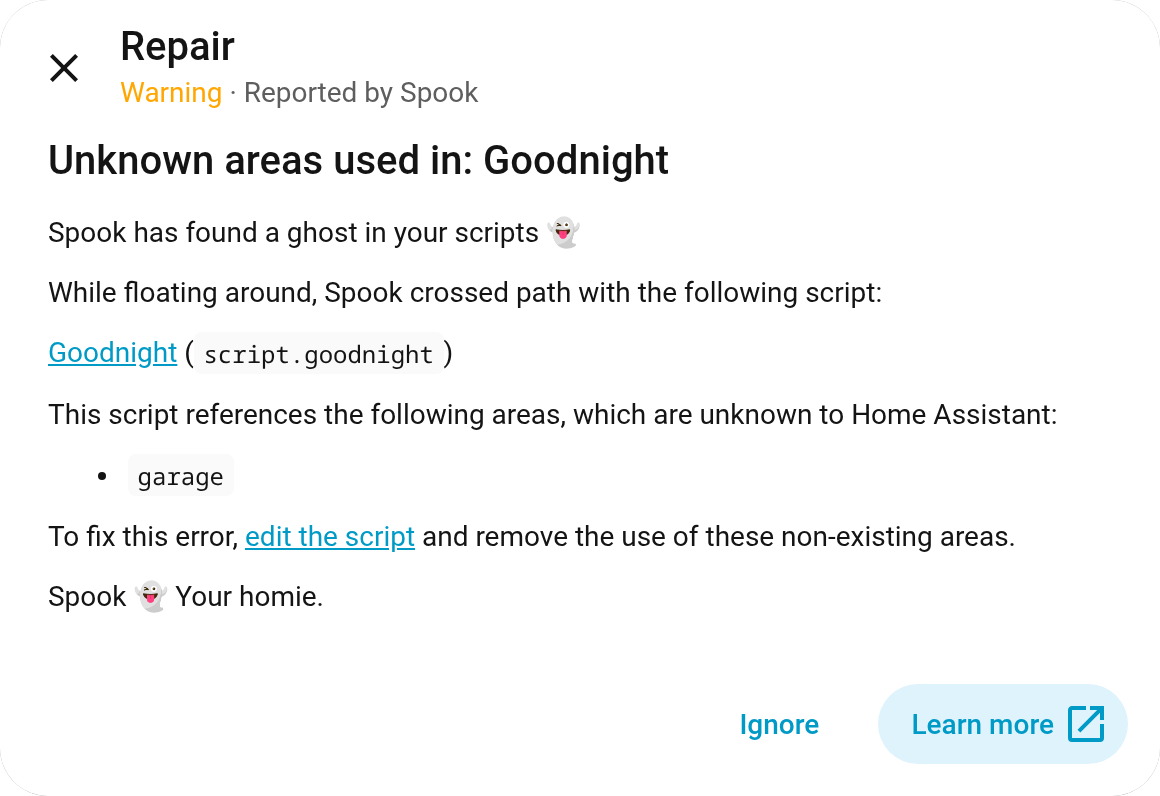 Repair
Warning · Reported by Spook
Unknown areas used in: Goodnight
Spook has found a ghost in your scripts 👻
While floating around, Spook crossed path with the following script:
Goodnight ( script.goodnight )
This script references the following areas, which are unknown to Home Assistant:
• garage
To fix this error, edit the script and remove the use of these non-existing areas.
Spook 👻 Your homie.
Ignore
Learn more